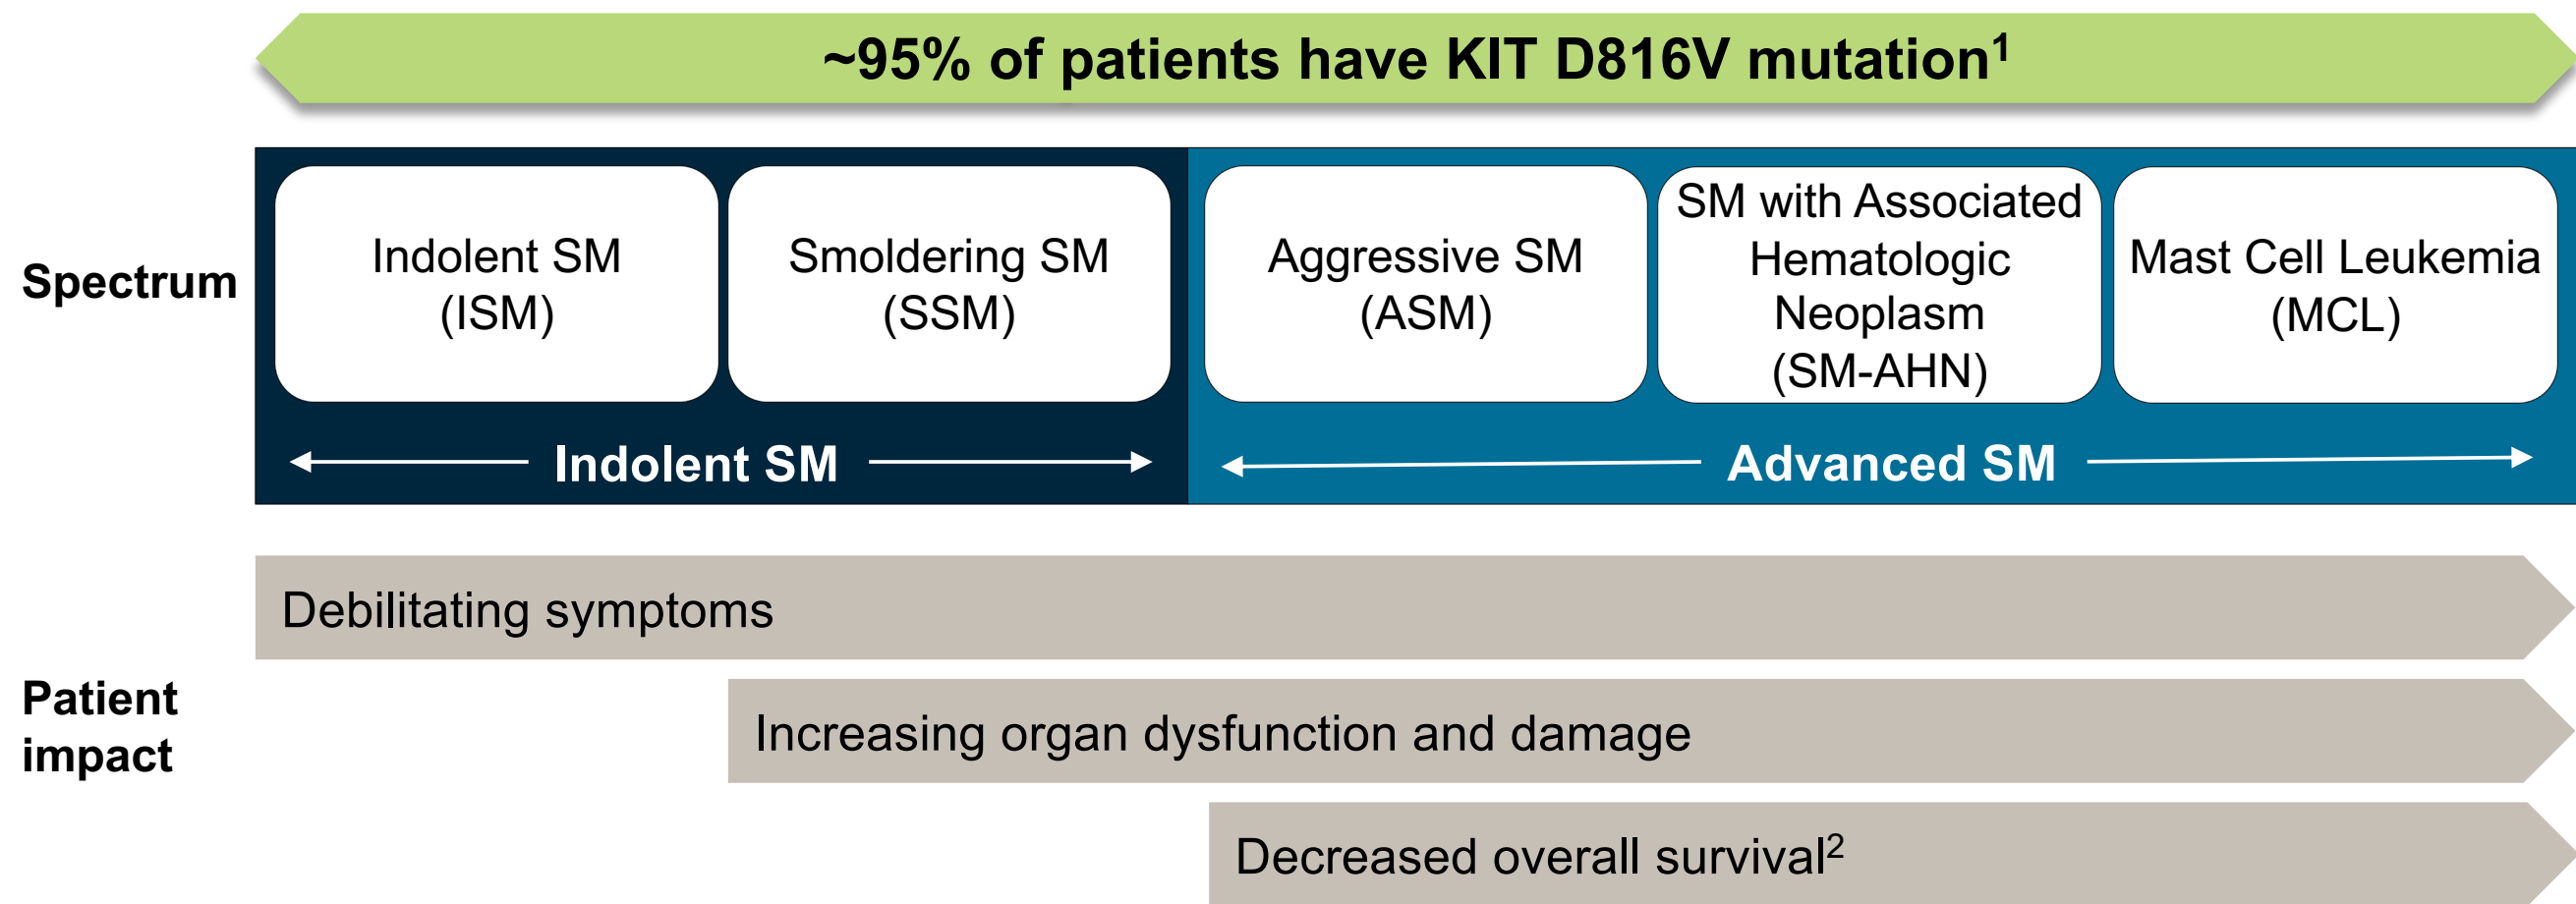 ~95% of patients have KIT D816V mutation1
Spectrum
Indolent SM
(ISM)
Smoldering SM
(SSM)
Aggressive SM
(ASM)
SM with Associated
Hematologic
Neoplasm
(SM-AHN)
Mast Cell Leukemia
(MCL)
Indolent SM
Advanced SM
Patient
impact
Debilitating symptoms
Increasing organ dysfunction and damage
Decreased overall survival2